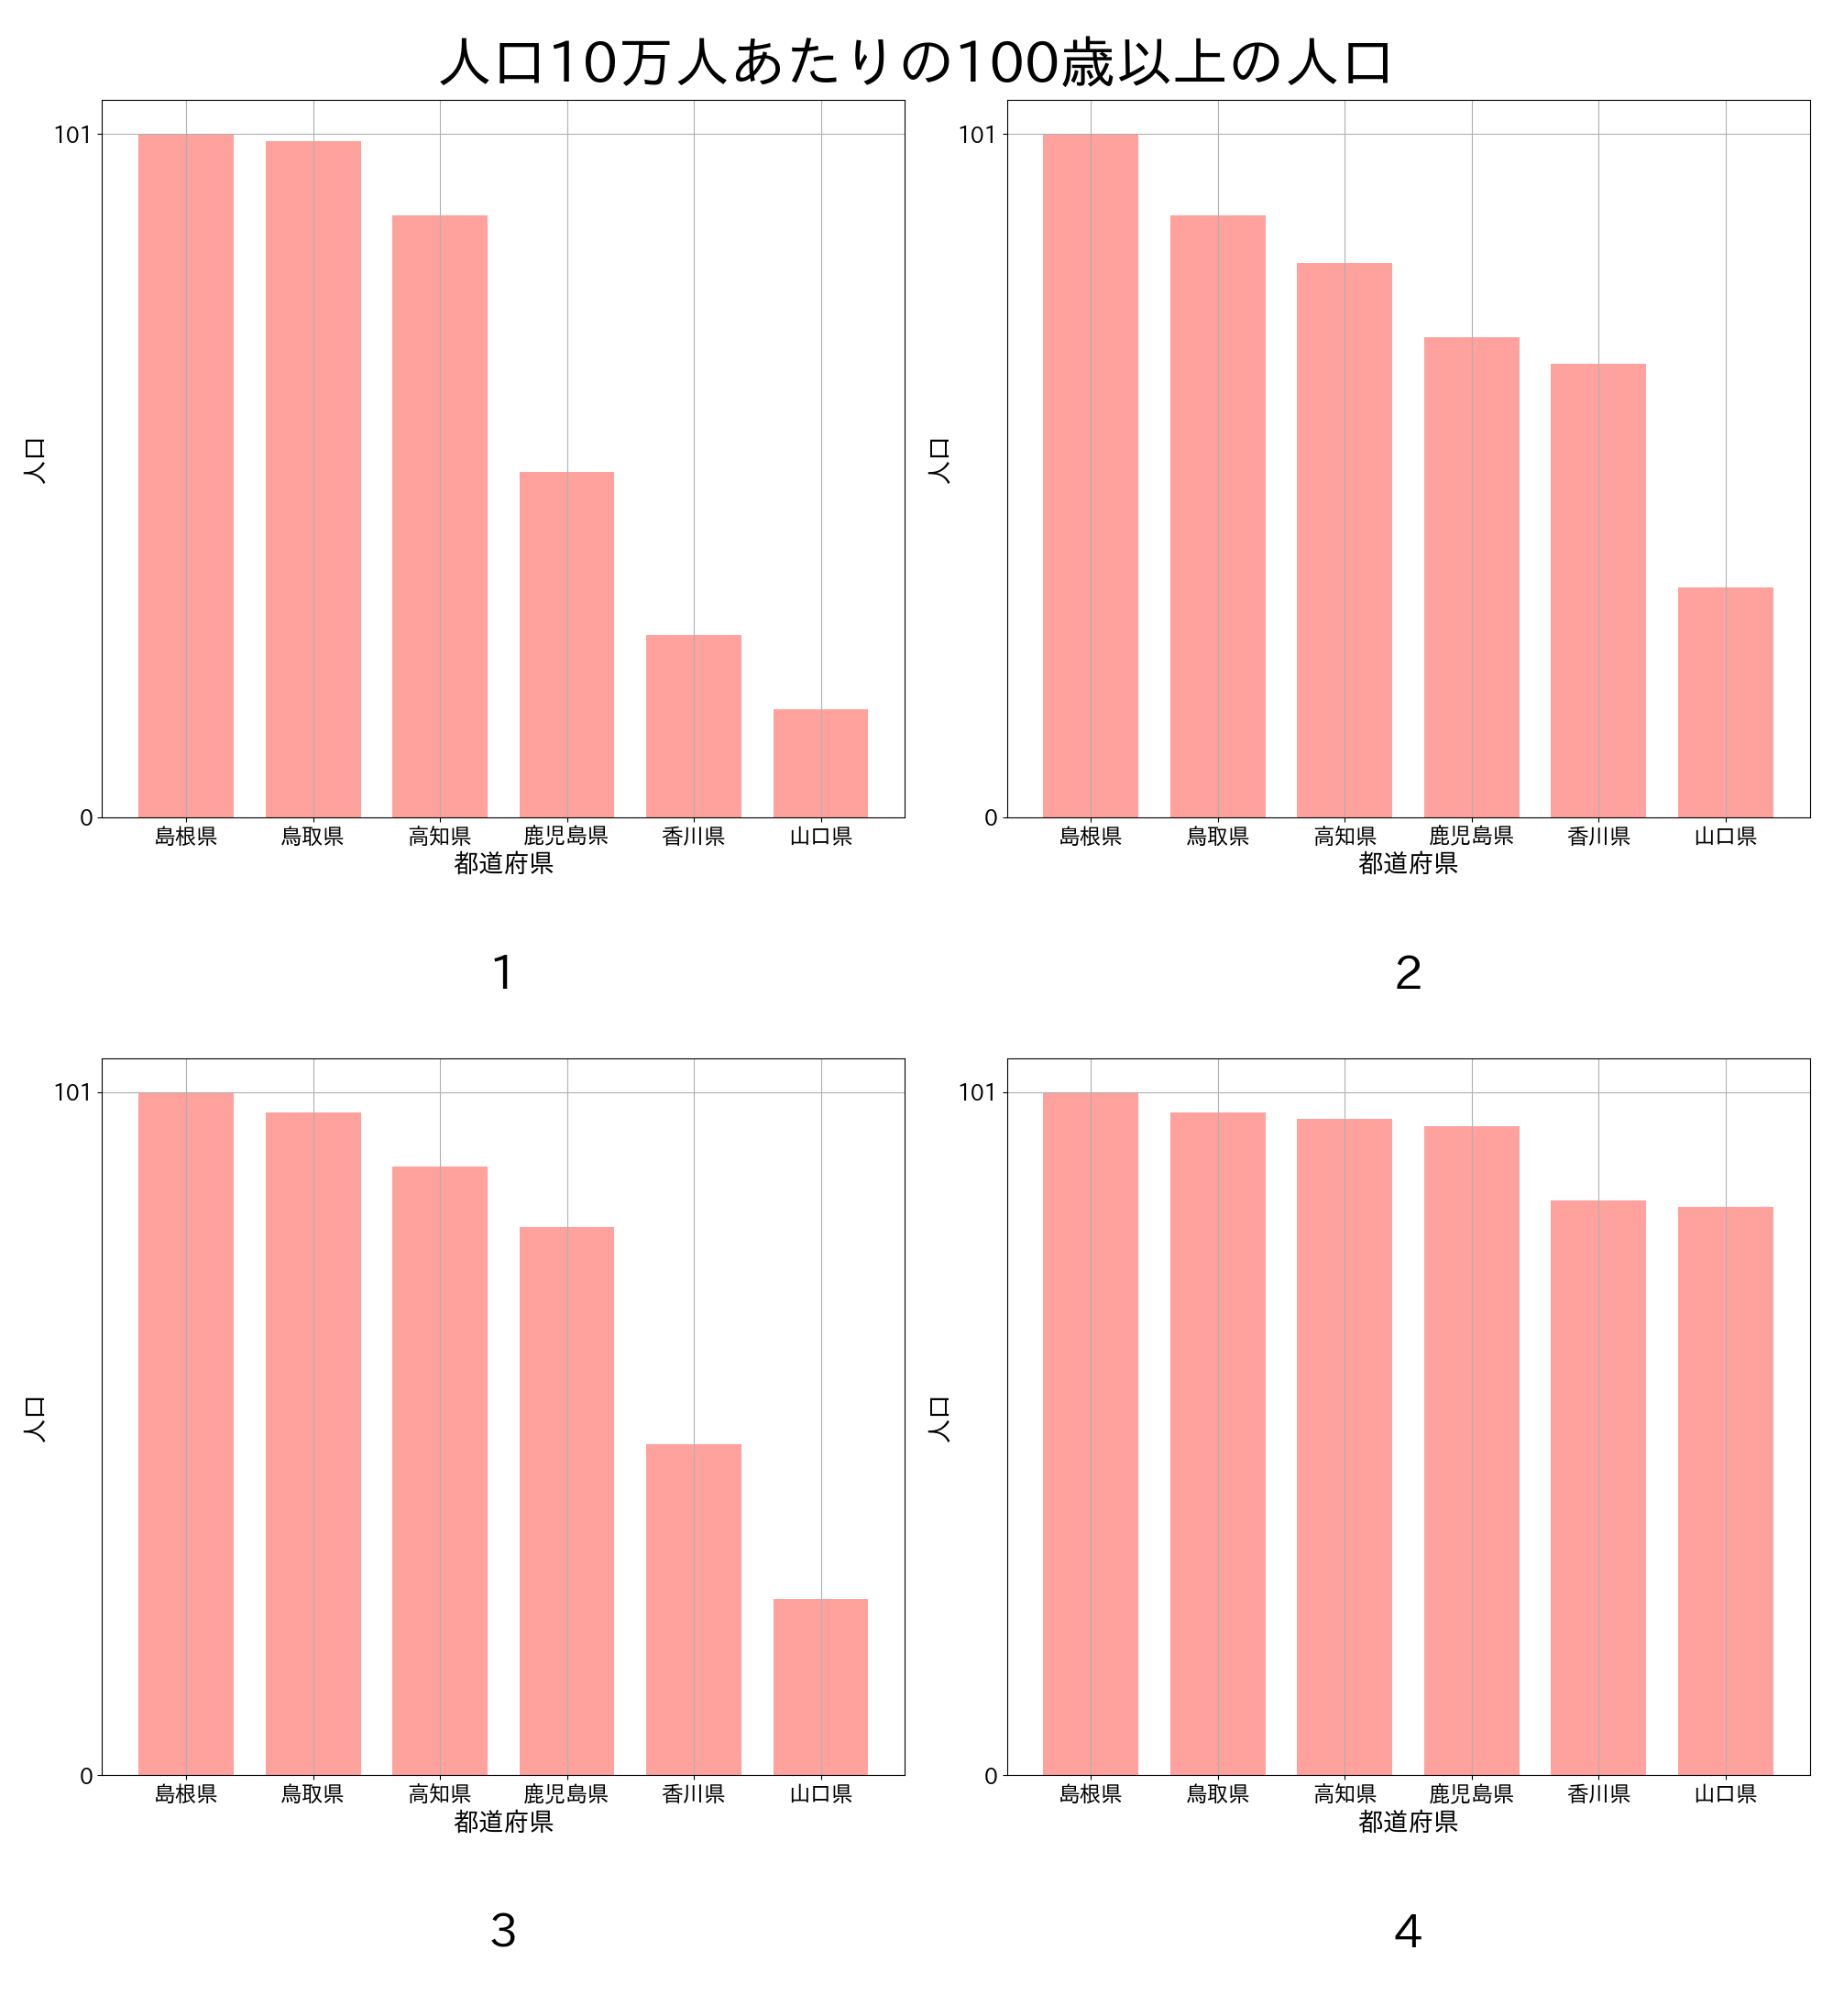 人口10万人あたりの100歳以上の人口
101
人口
0
島根県 鳥取県 高知県 鹿児島県 香川県 山口県
都道府県
1
101
人口
0
島根県 鳥取県 高知県 鹿児島県 香川県 山口県
都道府県
2
101
人口
0
島根県 鳥取県 高知県 鹿児島県 香川県 山口県
都道府県
3
101
人口
0
島根県 鳥取県 高知県 鹿児島県 香川県 山口県
都道府県
4